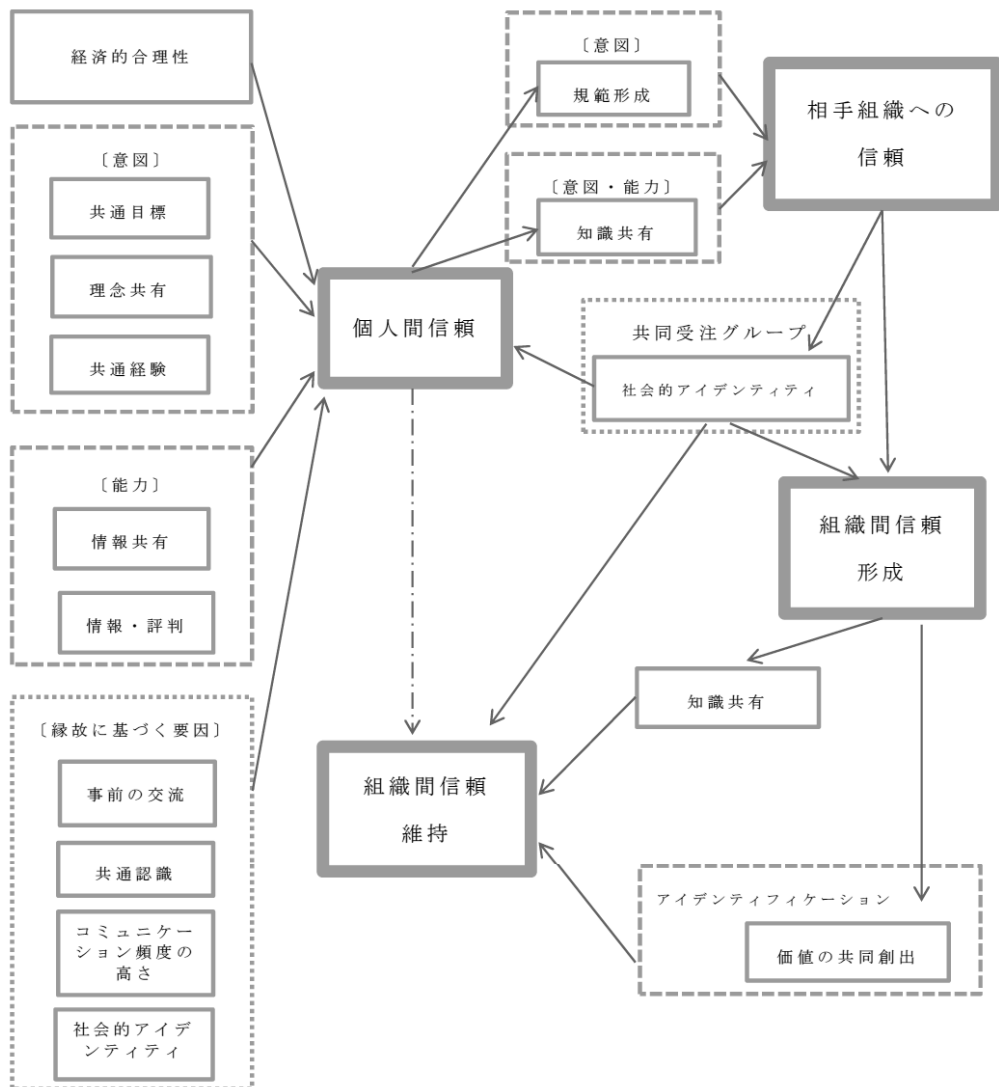 経済的合理性
〔意図〕
共通目標
理念共有
共通経験
〔能力〕
情報共有
情報・評判
〔縁故に基づく要因〕
事前の交流
共通認識
コミュニケー
ション頻度の
高さ
社会的アイデ
ンティティ
〔意図〕
規範形成
〔意図・能力〕
知識共有
個人間信頼
相手組織への
信頼
共同受注グループ
社会的アイデンティティ
組織間信頼
形成
知識共有
組織間信頼
維持
アイデンティフィケーション
価値の共同創出